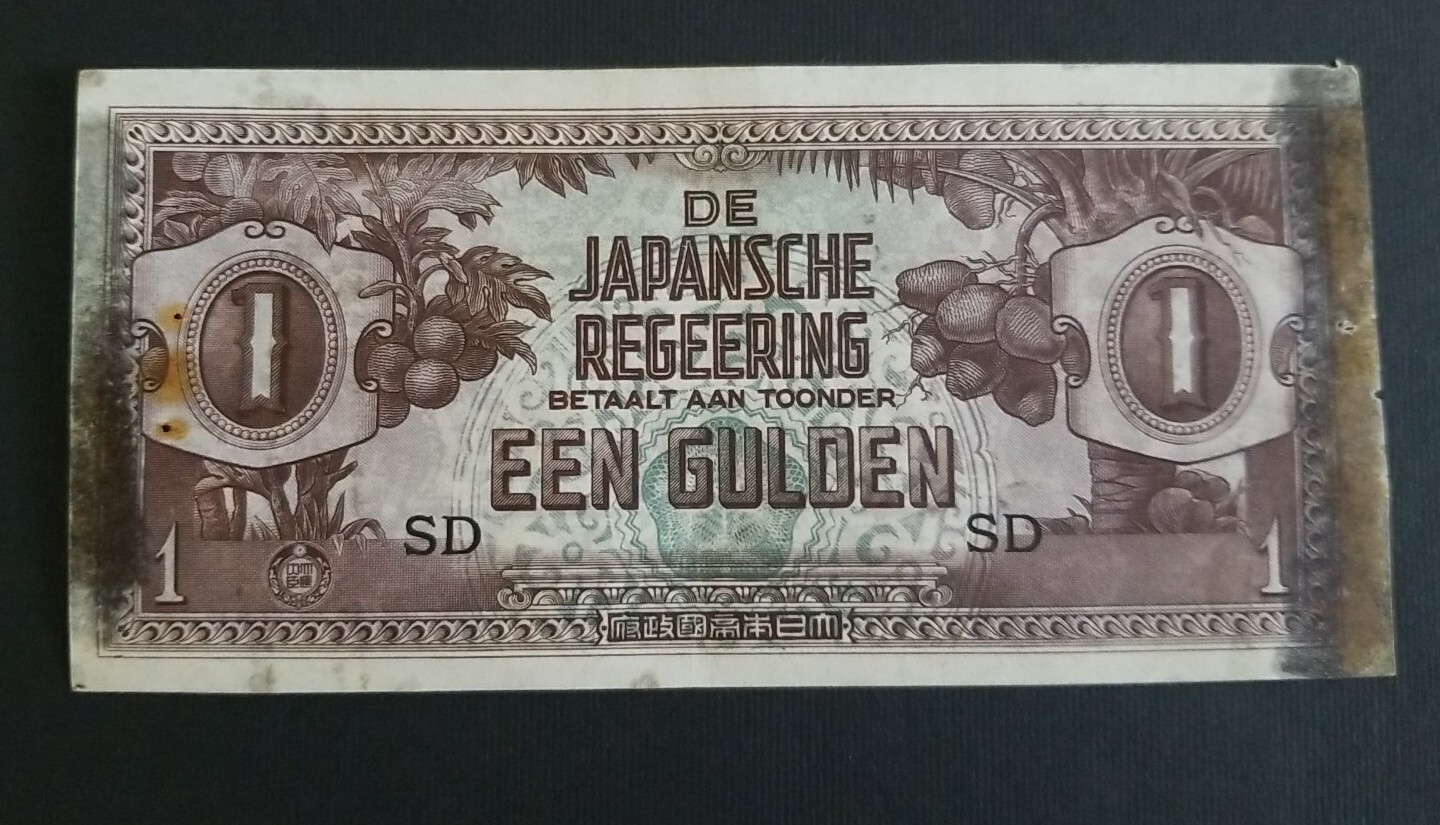 DE
JAPANSCHE
REGEERING
BETAALT AAN TOONDER
EEN GULDEN
1 1
SD SD
1 1
府政國帝本日大